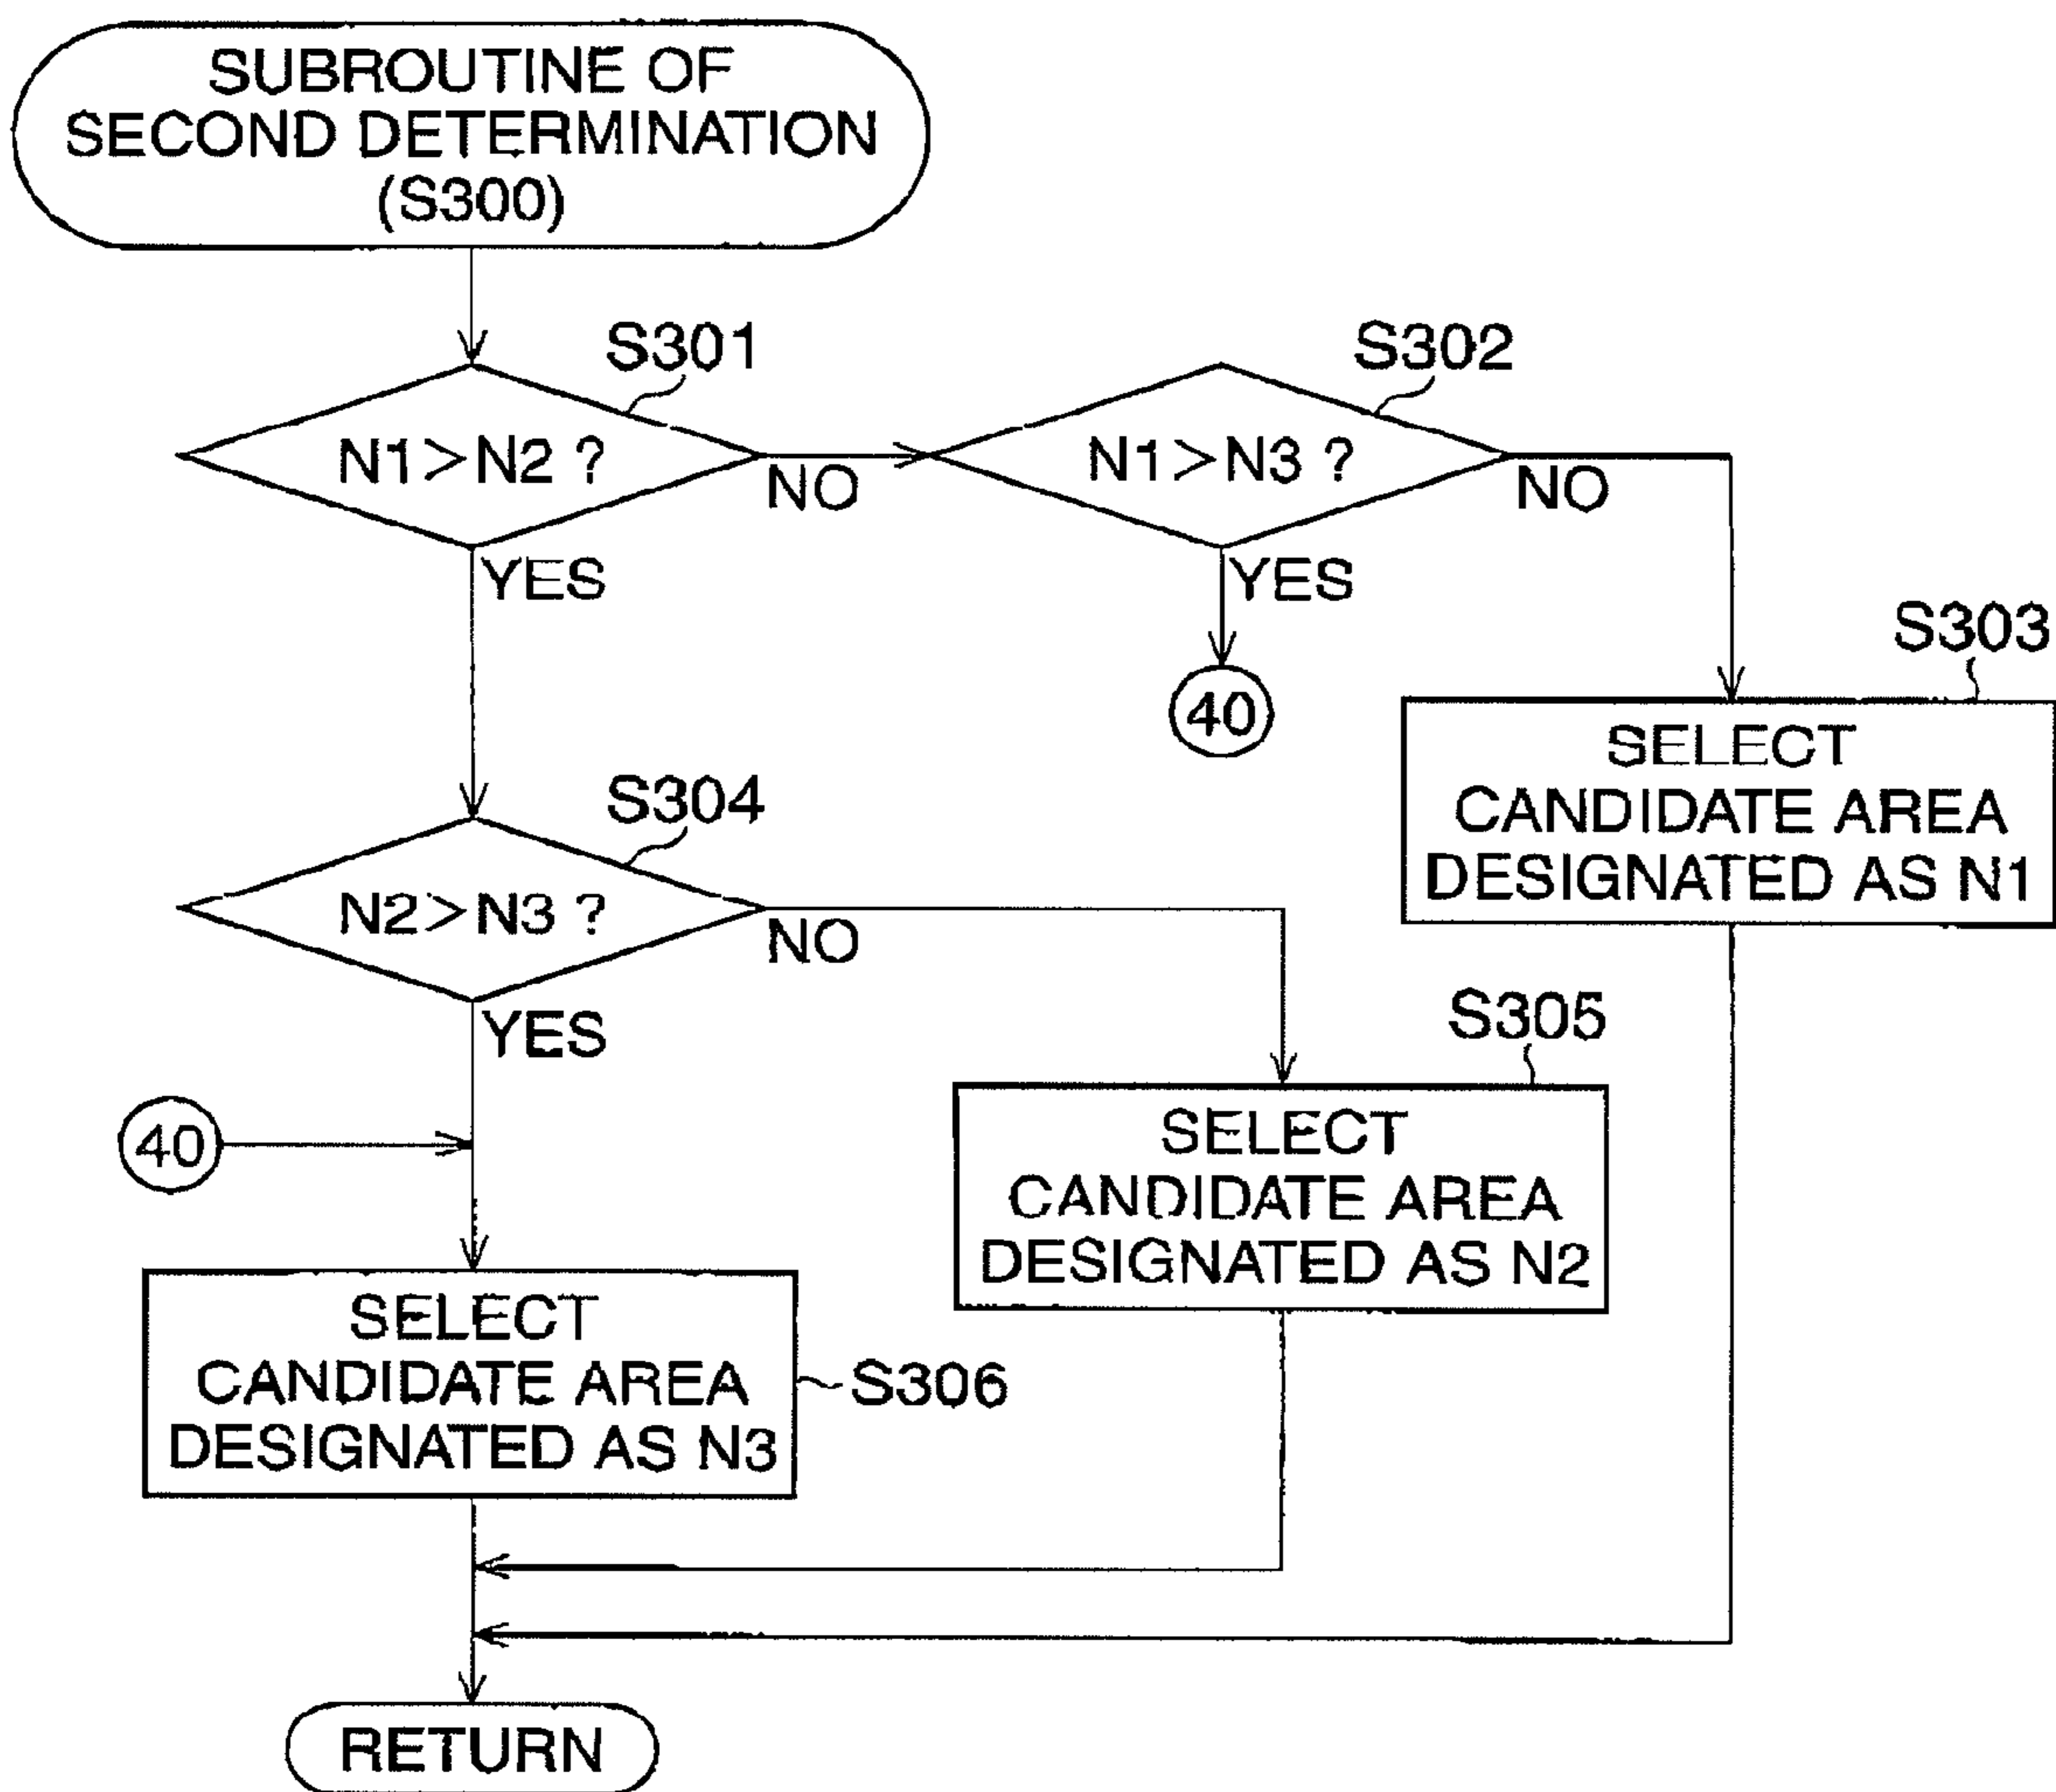 SUBROUTINE OF
SECOND DETERMINATION
(S300)
S301
N1>N2 ?
NO
YES
S302
N1>N3 ?
NO
YES
40
S303
SELECT
CANDIDATE AREA
DESIGNATED AS N1
S304
N2>N3 ?
NO
YES
S305
SELECT
CANDIDATE AREA
DESIGNATED AS N2
40
SELECT
CANDIDATE AREA
DESIGNATED AS N3
S306
RETURN